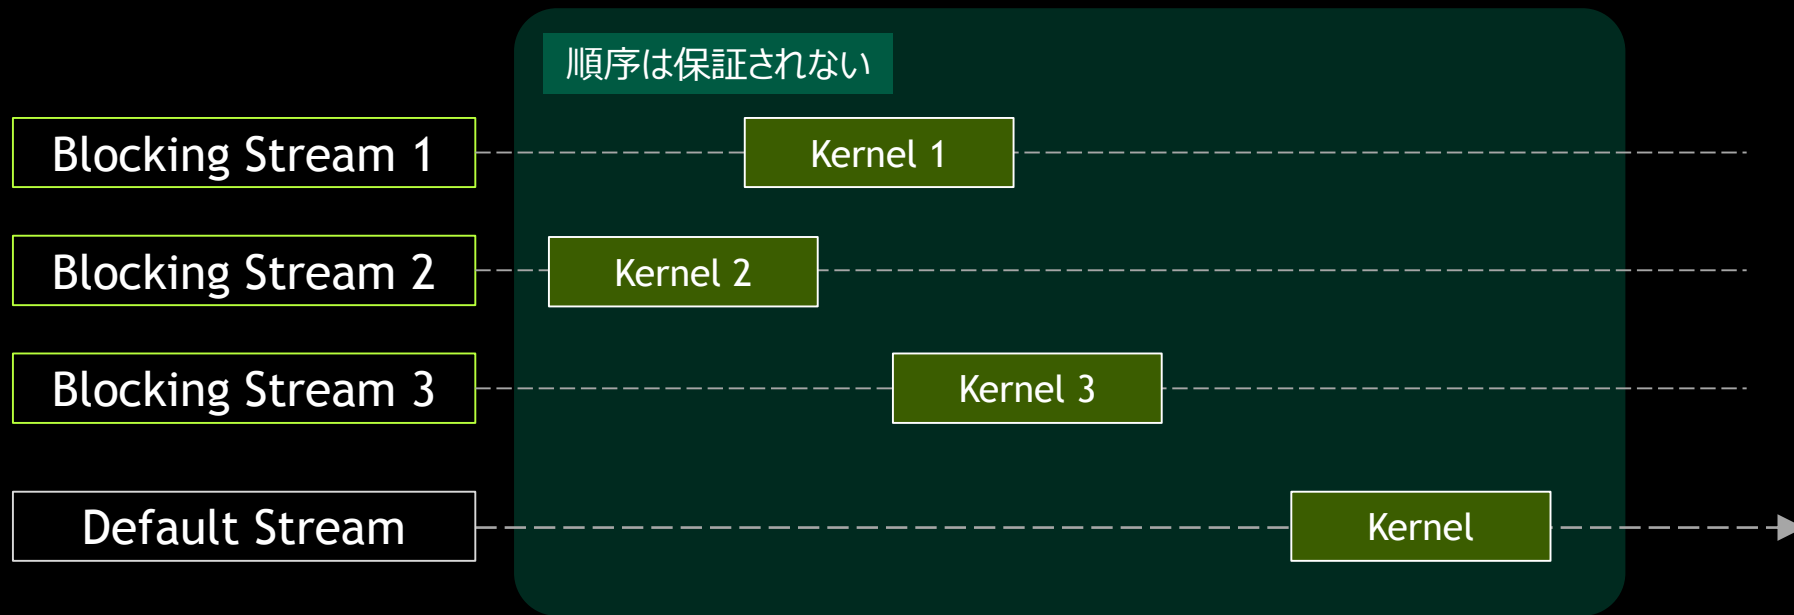 順序は保証されない
Blocking Stream 1
Kernel 1
Blocking Stream 2
Kernel 2
Blocking Stream 3
Kernel 3
Default Stream
Kernel